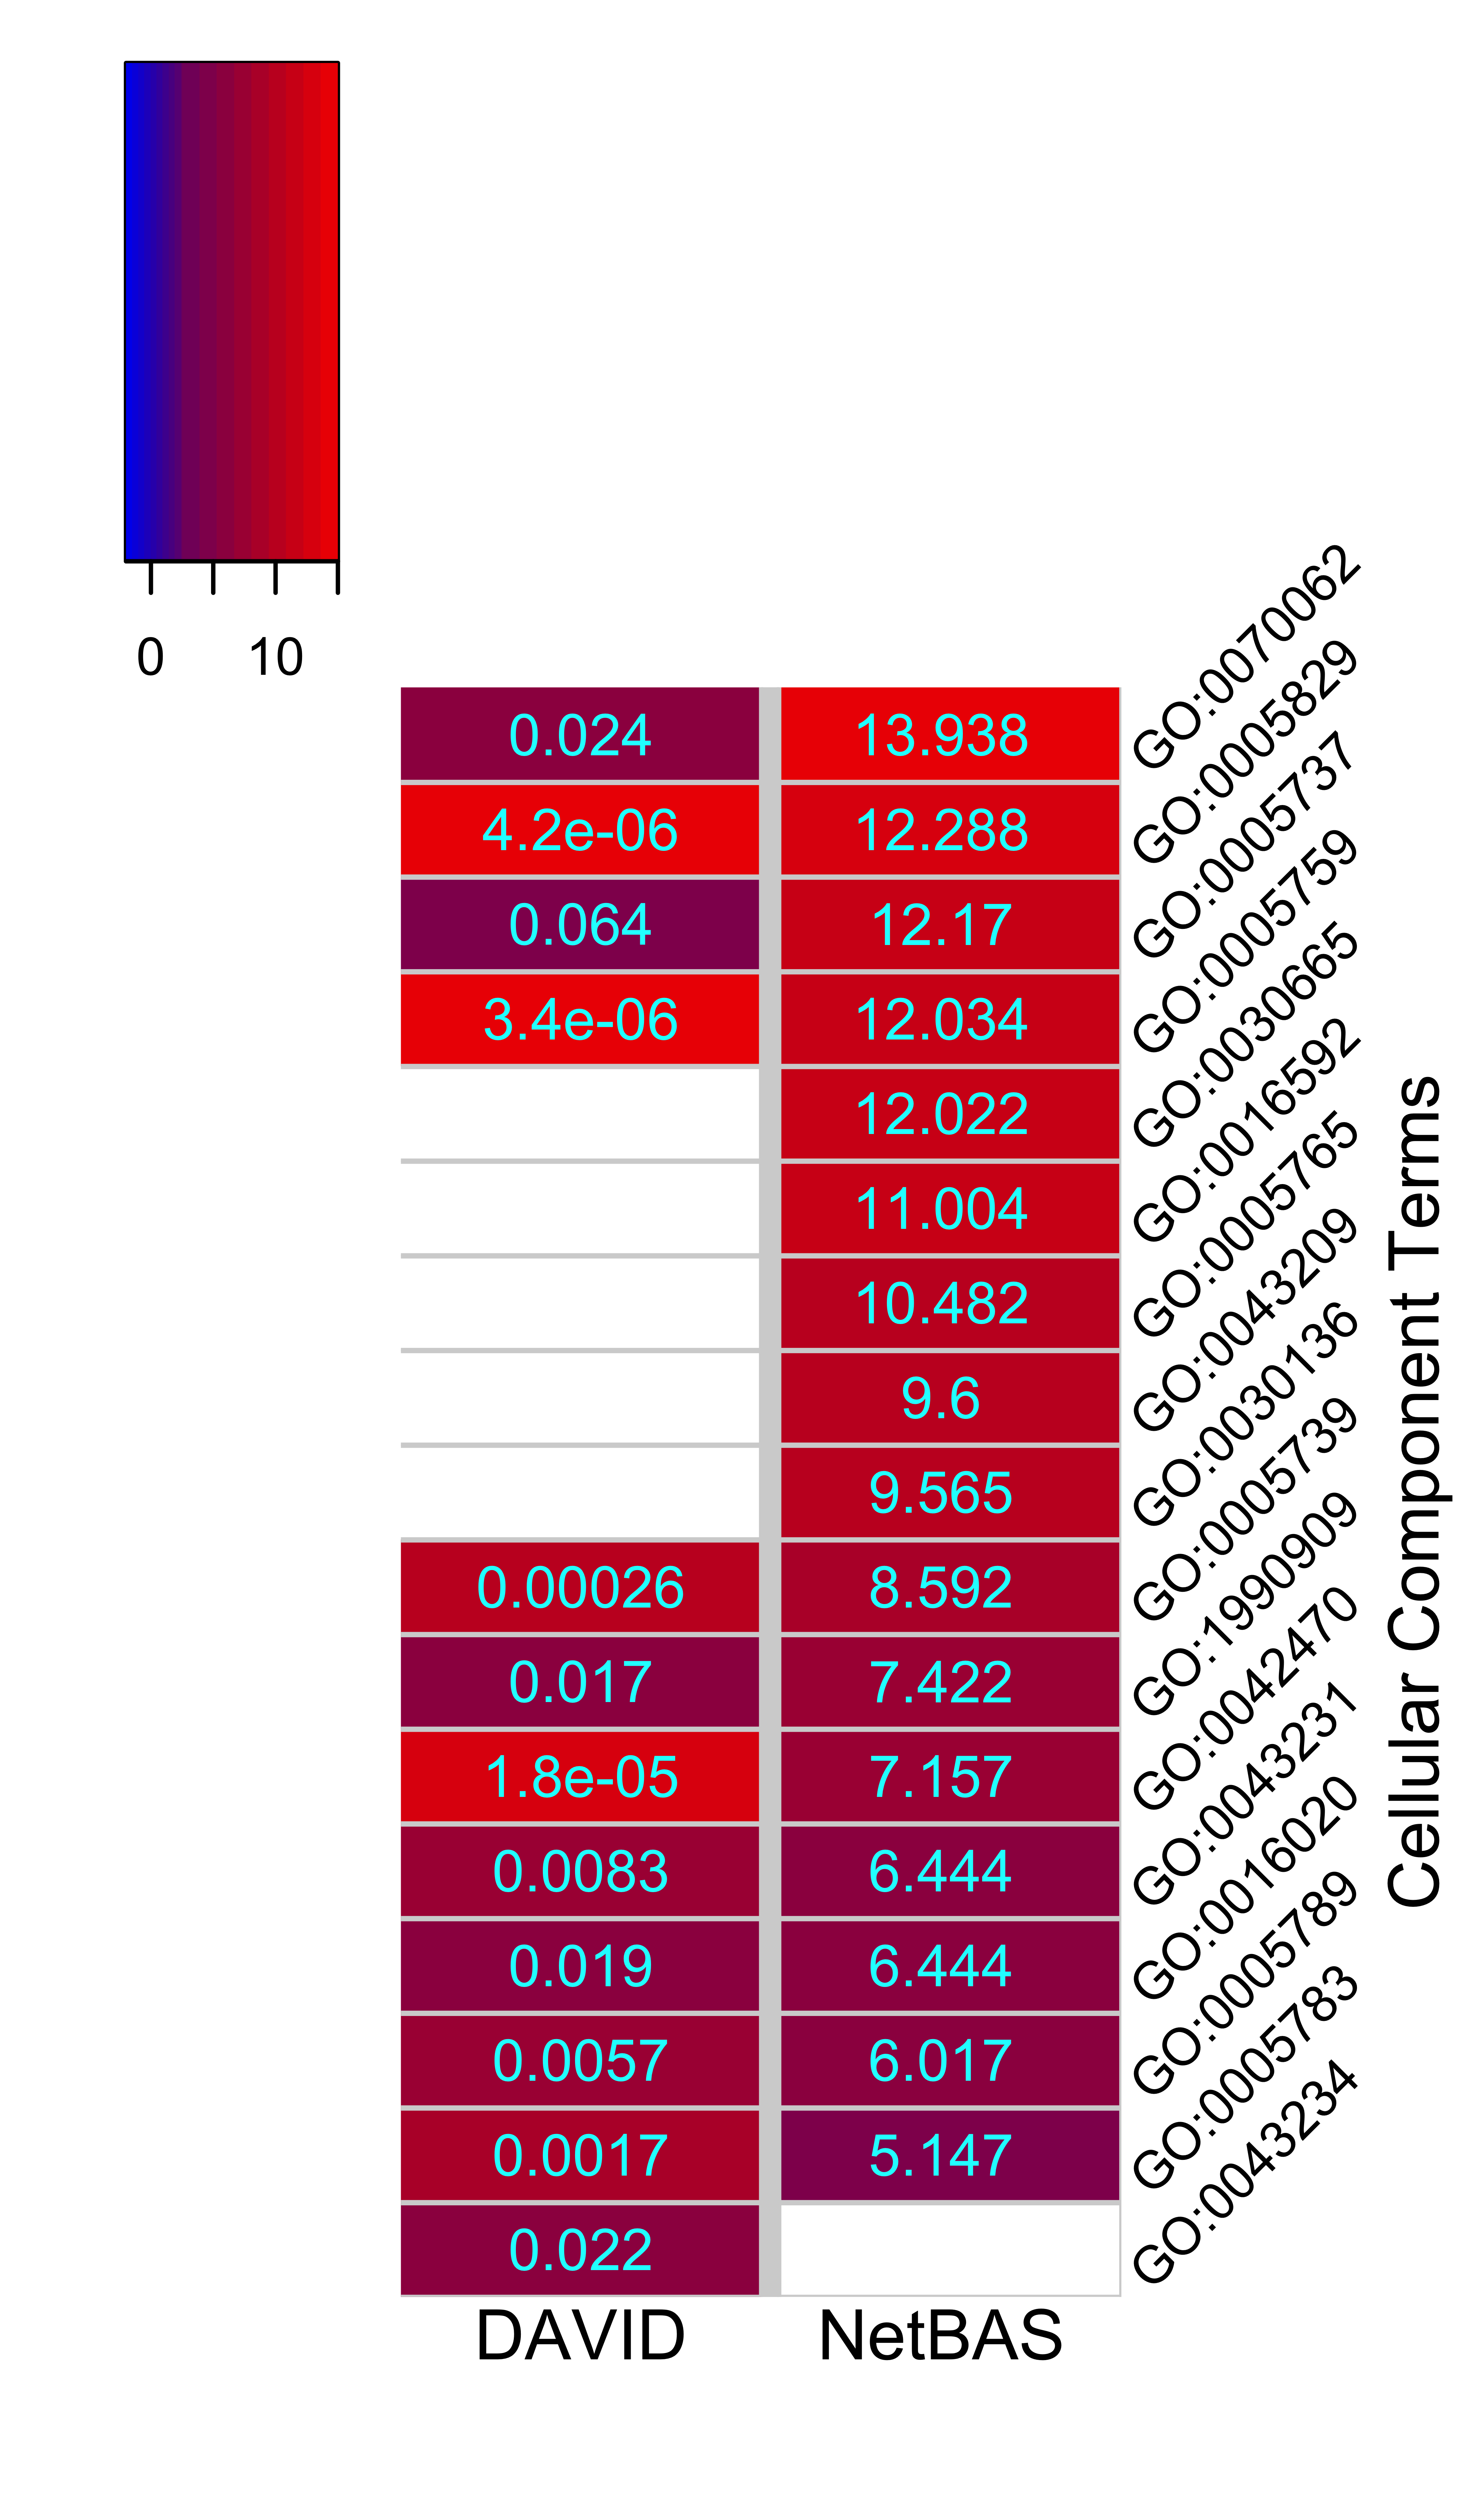 0 10
0.024 13.938 GO:0070062
4.2e-06 12.288 GO:0005829
0.064 12.17 GO:0005737
3.4e-06 12.034 GO:0005758
12.022 GO:0030665
11.004 GO:0016592
10.482 GO:0005765
9.6 GO:0043209
9.565 GO:0030136
0.00026 8.592 GO:0005739
0.017 7.422 GO:1990909
1.8e-05 7.157 GO:0042470
0.0083 6.444 GO:0043231
0.019 6.444 GO:0016020
0.0057 6.017 GO:0005789
0.0017 5.147 GO:0005783
0.022 GO:0043234
DAVID NetBAS
Cellular Component Terms